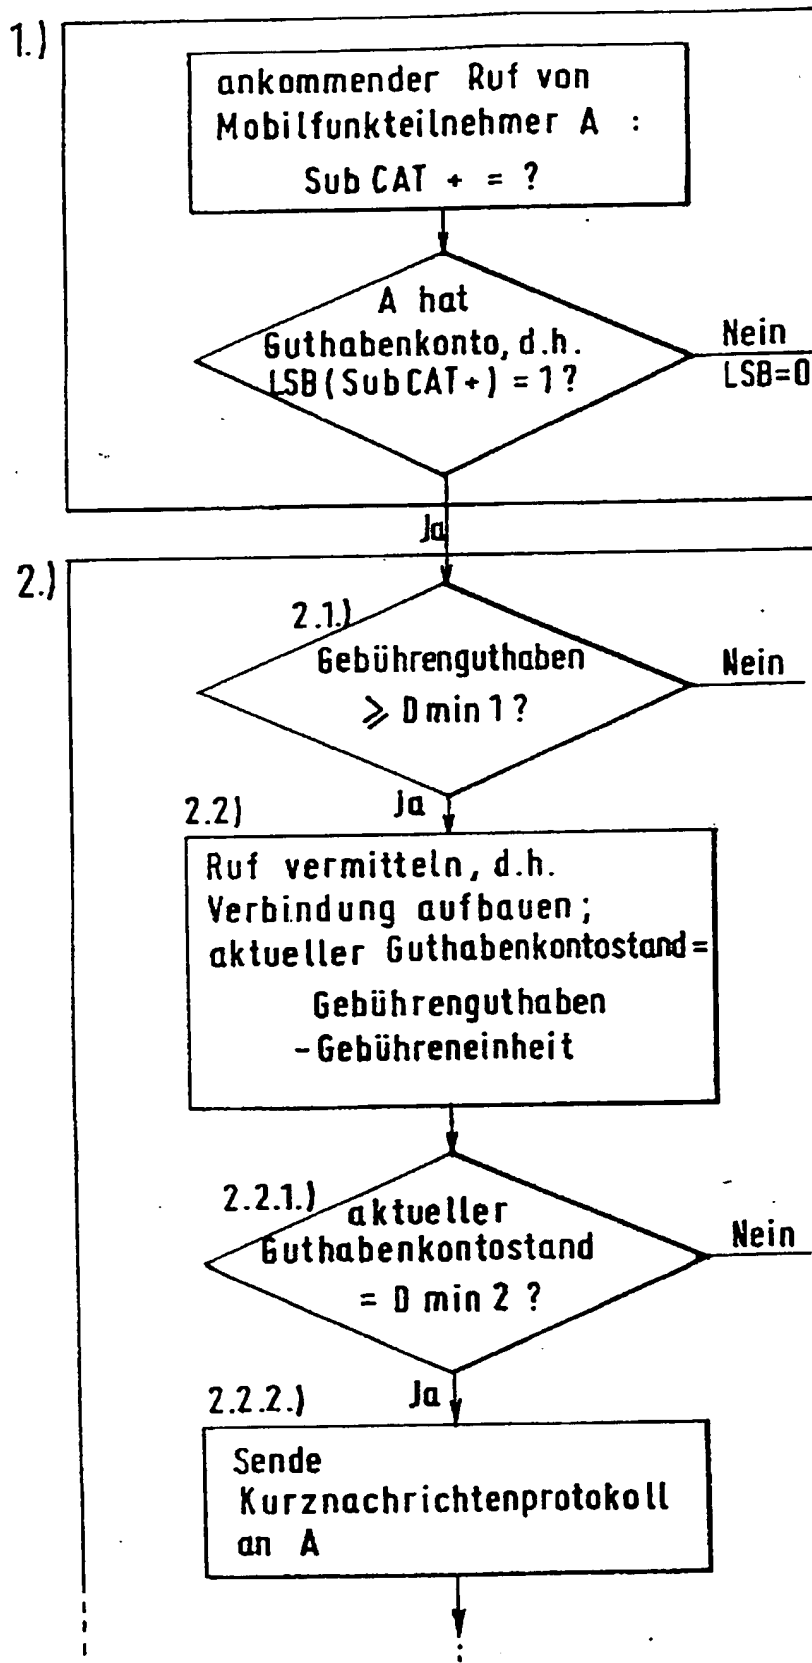 1.)
ankommender Ruf von
Mobilfunkteilnehmer A :
Sub CAT + = ?
A hat
Guthabenkonto, d.h.
LSB (SubCAT+) = 1 ?
Nein
LSB=0
Ja
2.)
2.1.)
Gebührenguthaben
⩾ D min 1 ?
Nein
Ja
2.2)
Ruf vermitteln, d.h.
Verbindung aufbauen ;
aktueller Guthabenkontostand =
Gebührenguthaben
- Gebühreneinheit
2.2.1.)
aktueller
Guthabenkontostand
= D min 2 ?
Nein
Ja
2.2.2.)
Sende
Kurznachrichtenprotokoll
an A